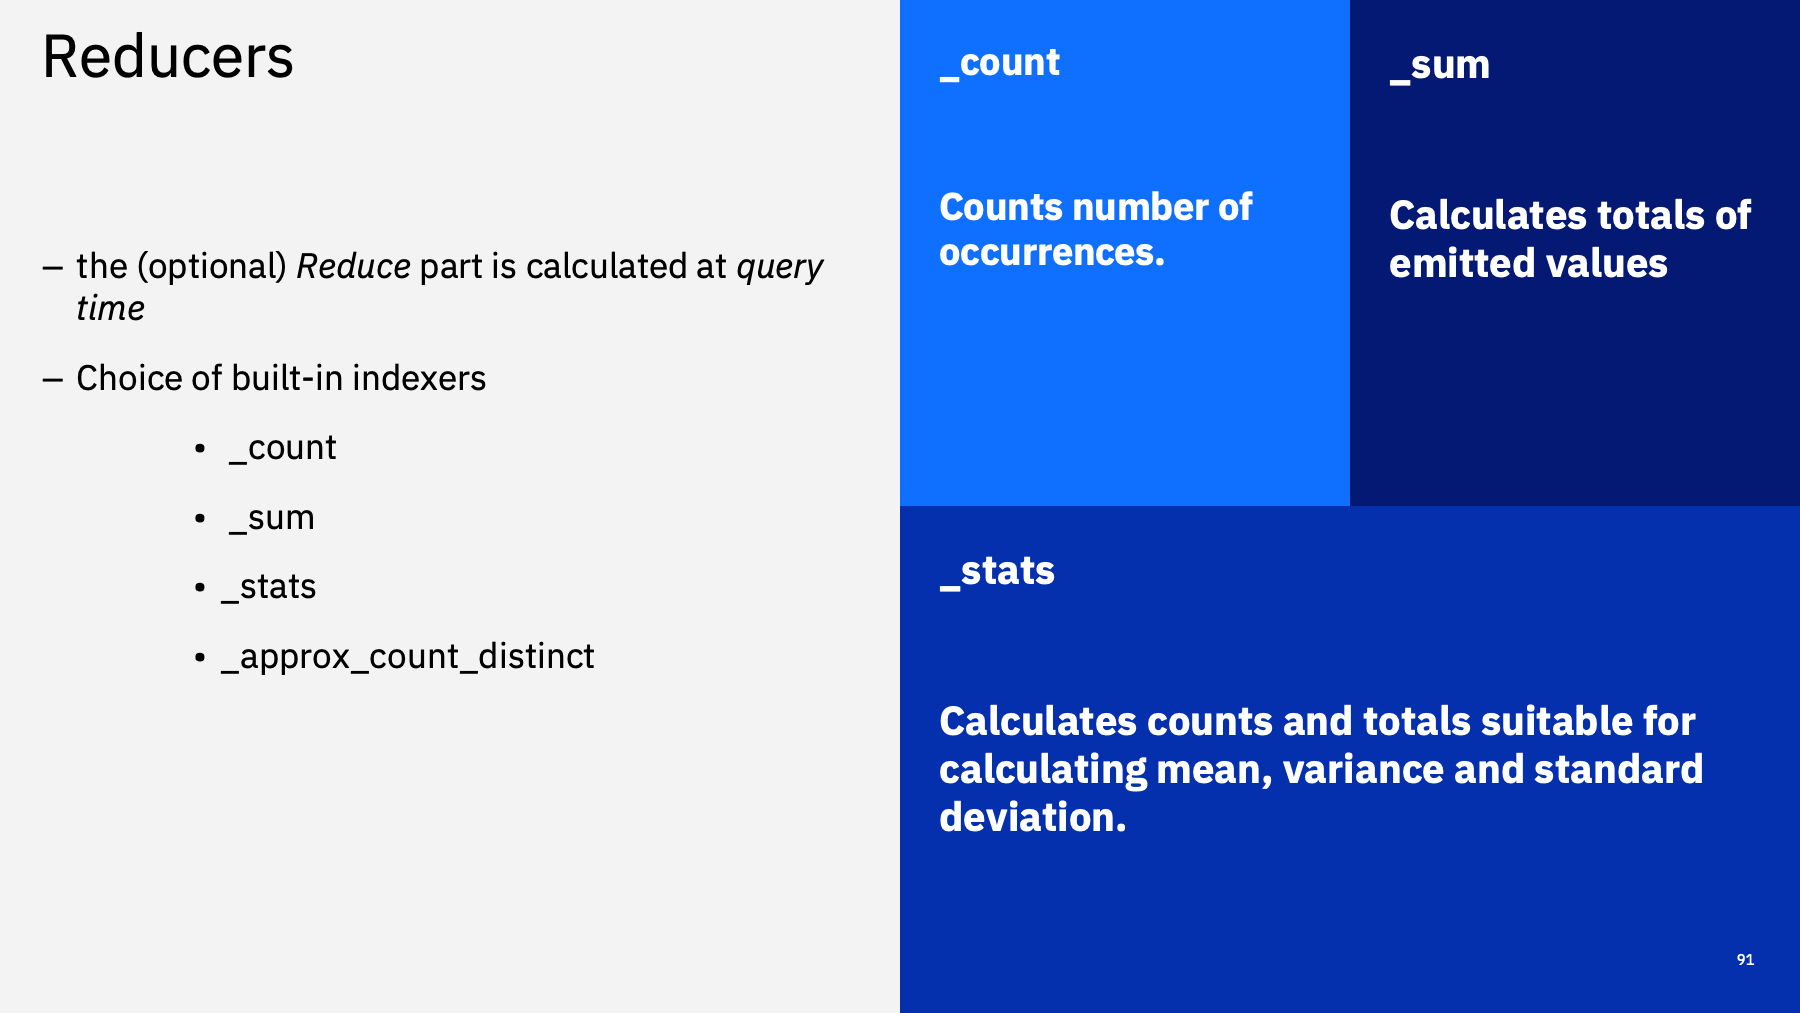 Reducers
– the (optional) Reduce part is calculated at query
time
– Choice of built-in indexers
• _count
• _sum
• _stats
• _approx_count_distinct
_count
Counts number of
occurrences.
_sum
Calculates totals of
emitted values
_stats
Calculates counts and totals suitable for
calculating mean, variance and standard
deviation.
91